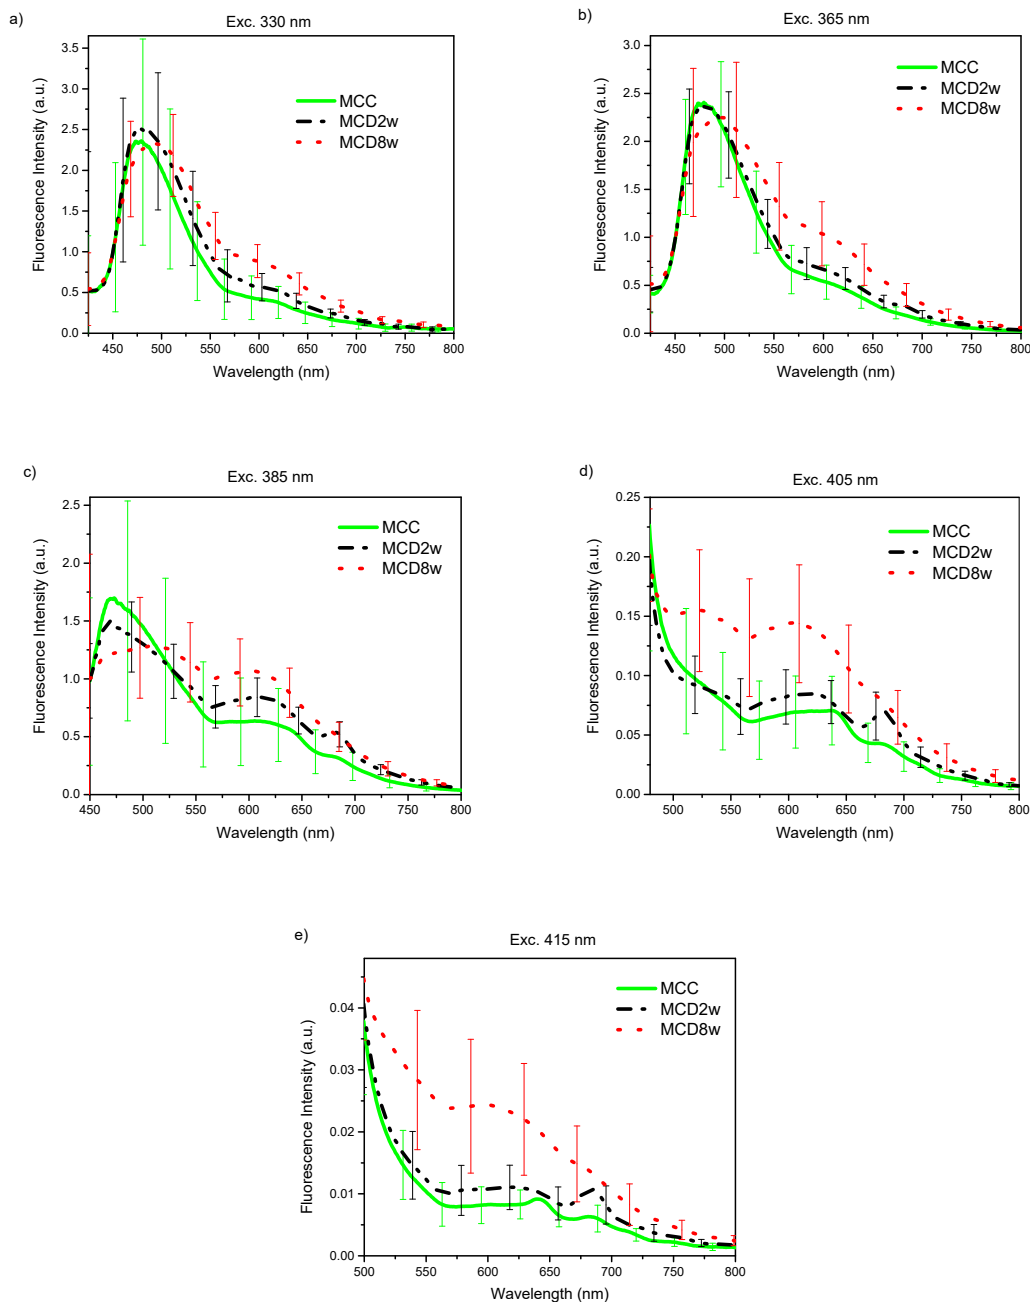 a)
Exc. 330 nm
Fluorescence Intensity (a.u.)
3.5
3.0
2.5
2.0
1.5
1.0
0.5
0.0
MCC
MCD2w
MCD8w
450 500 550 600 650 700 750 800
Wavelength (nm)
b)
Exc. 365 nm
Fluorescence Intensity (a.u.)
3.0
2.5
2.0
1.5
1.0
0.5
0.0
MCC
MCD2w
MCD8w
450 500 550 600 650 700 750 800
Wavelength (nm)
c)
Exc. 385 nm
Fluorescence Intensity (a.u.)
2.5
2.0
1.5
1.0
0.5
0.0
MCC
MCD2w
MCD8w
450 500 550 600 650 700 750 800
Wavelength (nm)
d)
Exc. 405 nm
Fluorescence Intensity (a.u.)
0.25
0.20
0.15
0.10
0.05
0.00
MCC
MCD2w
MCD8w
500 550 600 650 700 750 800
Wavelength (nm)
e)
Exc. 415 nm
Fluorescence Intensity (a.u.)
0.04
0.03
0.02
0.01
0.00
MCC
MCD2w
MCD8w
500 550 600 650 700 750 800
Wavelength (nm)